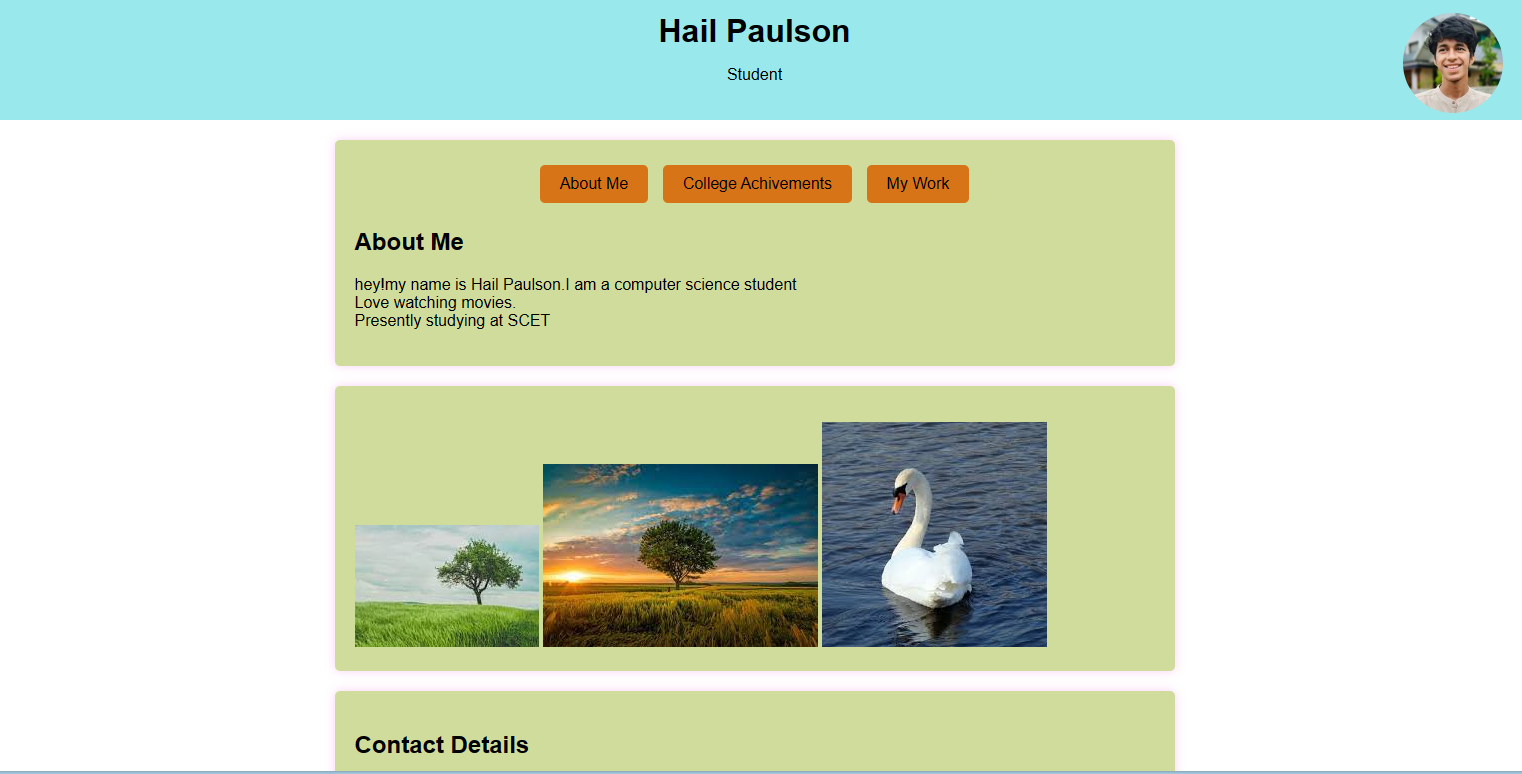 Hail Paulson
Student
About Me
College Achivements
My Work
About Me
hey!my name is Hail Paulson.I am a computer science student
Love watching movies.
Presently studying at SCET
Contact Details